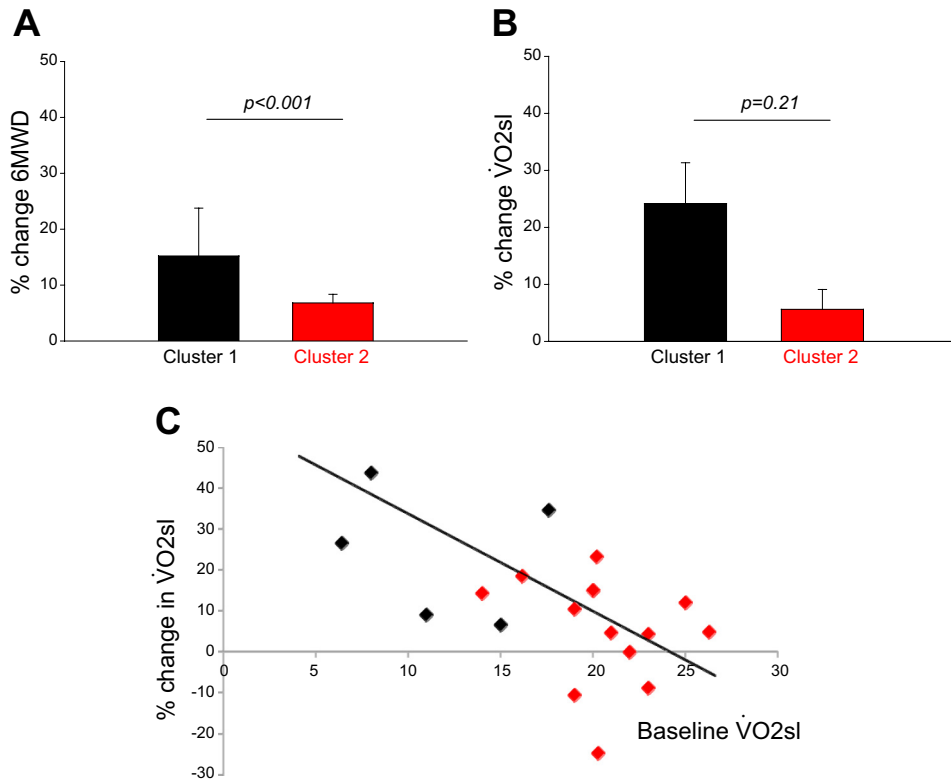 A
% change 6MWD
50
40
30
20
10
0
p<0.001
Cluster 1 Cluster 2
B
% change V̇O2sl
50
40
30
20
10
0
p=0.21
Cluster 1 Cluster 2
C
% change in V̇O2sl
50
40
30
20
10
0
-10
-20
-30
0 5 10 15 20 25 30
Baseline V̇O2sl